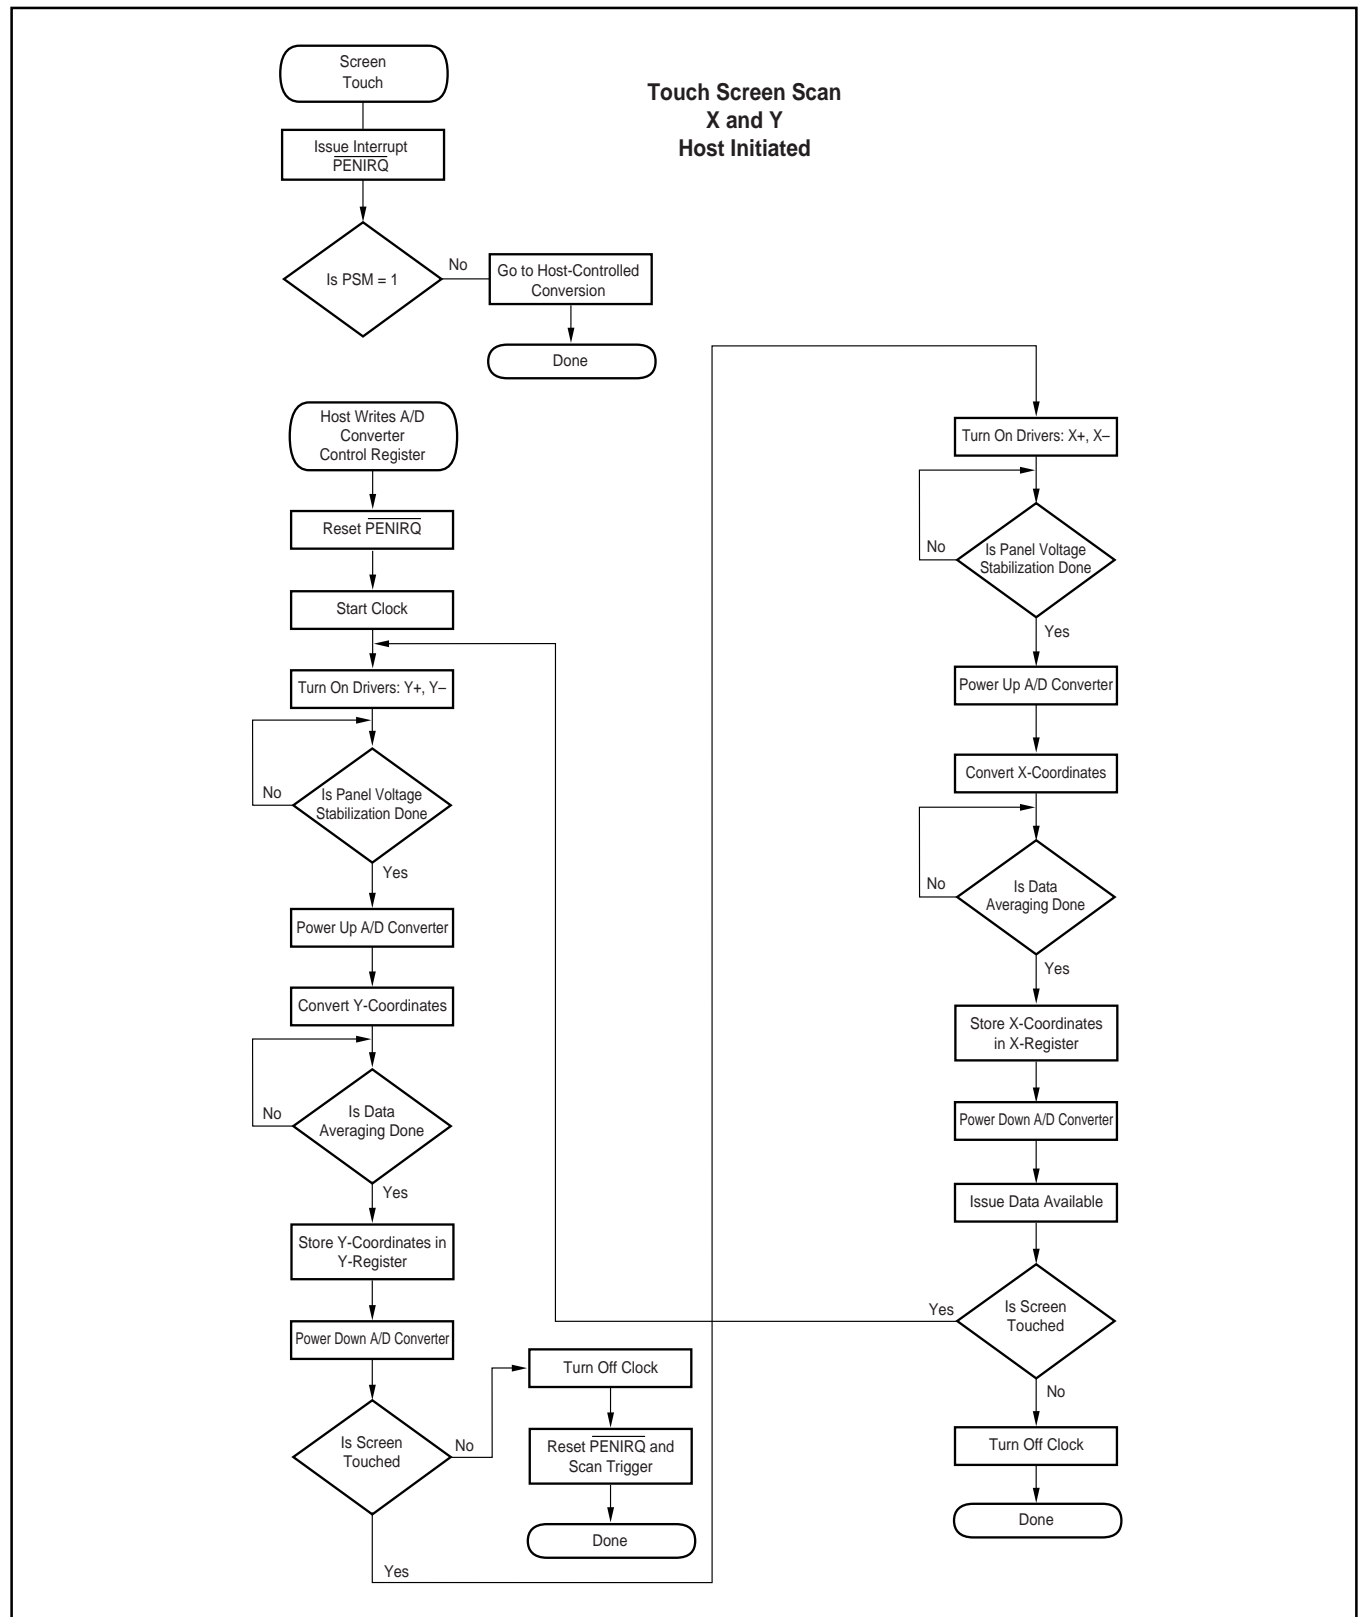 Touch Screen Scan
X and Y
Host Initiated
Screen
Touch
Issue Interrupt
PENIRQ
Is PSM = 1
No
Go to Host-Controlled
Conversion
Done
Host Writes A/D
Converter
Control Register
Reset PENIRQ
Start Clock
Turn On Drivers: Y+, Y–
Is Panel Voltage
Stabilization Done
No
Yes
Power Up A/D Converter
Convert Y-Coordinates
Is Data
Averaging Done
No
Yes
Store Y-Coordinates in
Y-Register
Power Down A/D Converter
Is Screen
Touched
No
Turn Off Clock
Reset PENIRQ and
Scan Trigger
Done
Yes
Turn On Drivers: X+, X–
Is Panel Voltage
Stabilization Done
No
Yes
Power Up A/D Converter
Convert X-Coordinates
Is Data
Averaging Done
No
Yes
Store X-Coordinates
in X-Register
Power Down A/D Converter
Issue Data Available
Is Screen
Touched
Yes
No
Turn Off Clock
Done